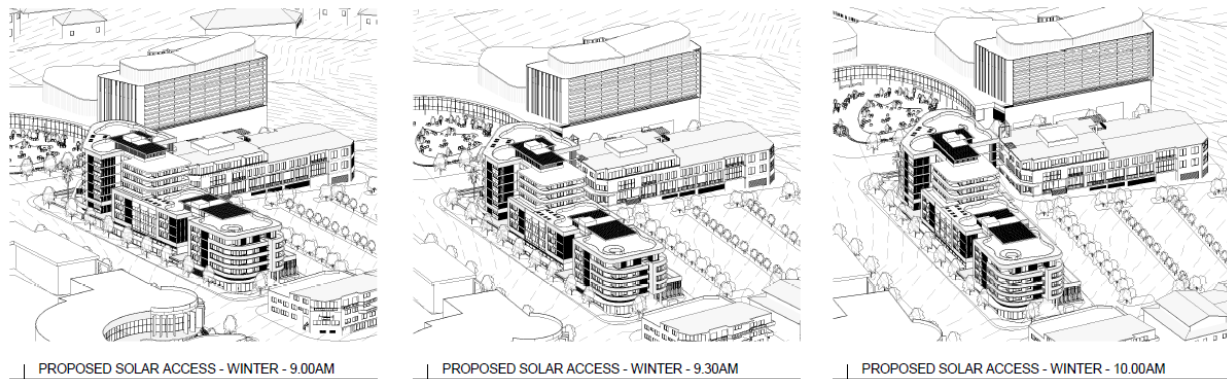 PROPOSED SOLAR ACCESS - WINTER - 9.00AM
PROPOSED SOLAR ACCESS - WINTER - 9.30AM
PROPOSED SOLAR ACCESS - WINTER - 10.00AM